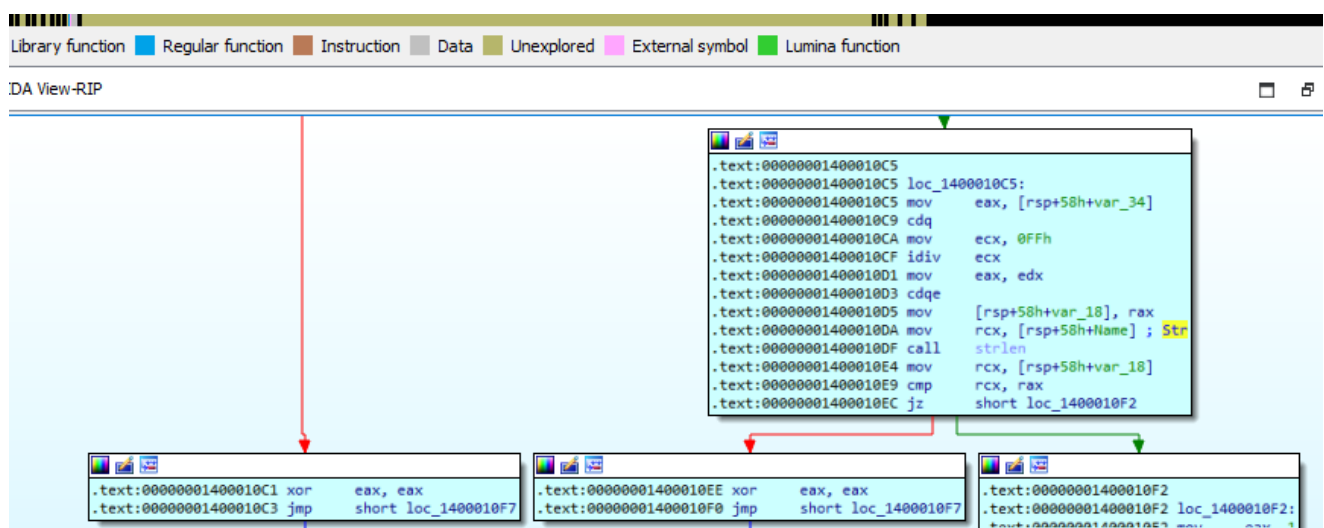 Library function Regular function Instruction Data Unexplored External symbol Lumina function
IDA View-RIP
.text:00000001400010C5
.text:00000001400010C5 loc_1400010C5:
.text:00000001400010C5 mov eax, [rsp+58h+var_34]
.text:00000001400010C9 cdq
.text:00000001400010CA mov ecx, 0FFh
.text:00000001400010CF idiv ecx
.text:00000001400010D1 mov eax, edx
.text:00000001400010D3 cdqe
.text:00000001400010D5 mov [rsp+58h+var_18], rax
.text:00000001400010DA mov rcx, [rsp+58h+Name] ; Str
.text:00000001400010DF call strlen
.text:00000001400010E4 mov rcx, [rsp+58h+var_18]
.text:00000001400010E9 cmp rcx, rax
.text:00000001400010EC jz short loc_1400010F2
.text:00000001400010C1 xor eax, eax
.text:00000001400010C3 jmp short loc_1400010F7
.text:00000001400010EE xor eax, eax
.text:00000001400010F0 jmp short loc_1400010F7
.text:00000001400010F2
.text:00000001400010F2 loc_1400010F2:
.text:00000001400010F2 mov eax, 1